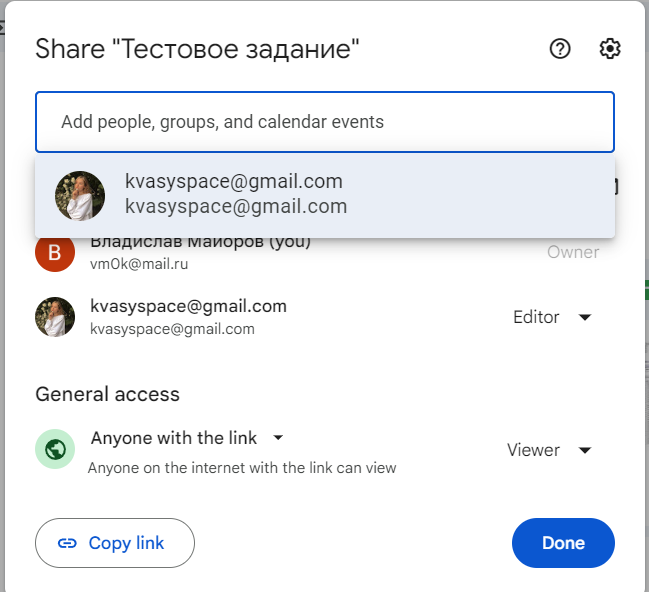 Share "Тестовое задание"
Add people, groups, and calendar events
kvasyspace@gmail.com
kvasyspace@gmail.com
Владислав Майоров (you)
vm0k@mail.ru
Owner
kvasyspace@gmail.com
kvasyspace@gmail.com
Editor
General access
Anyone with the link
Anyone on the internet with the link can view
Viewer
Copy link
Done